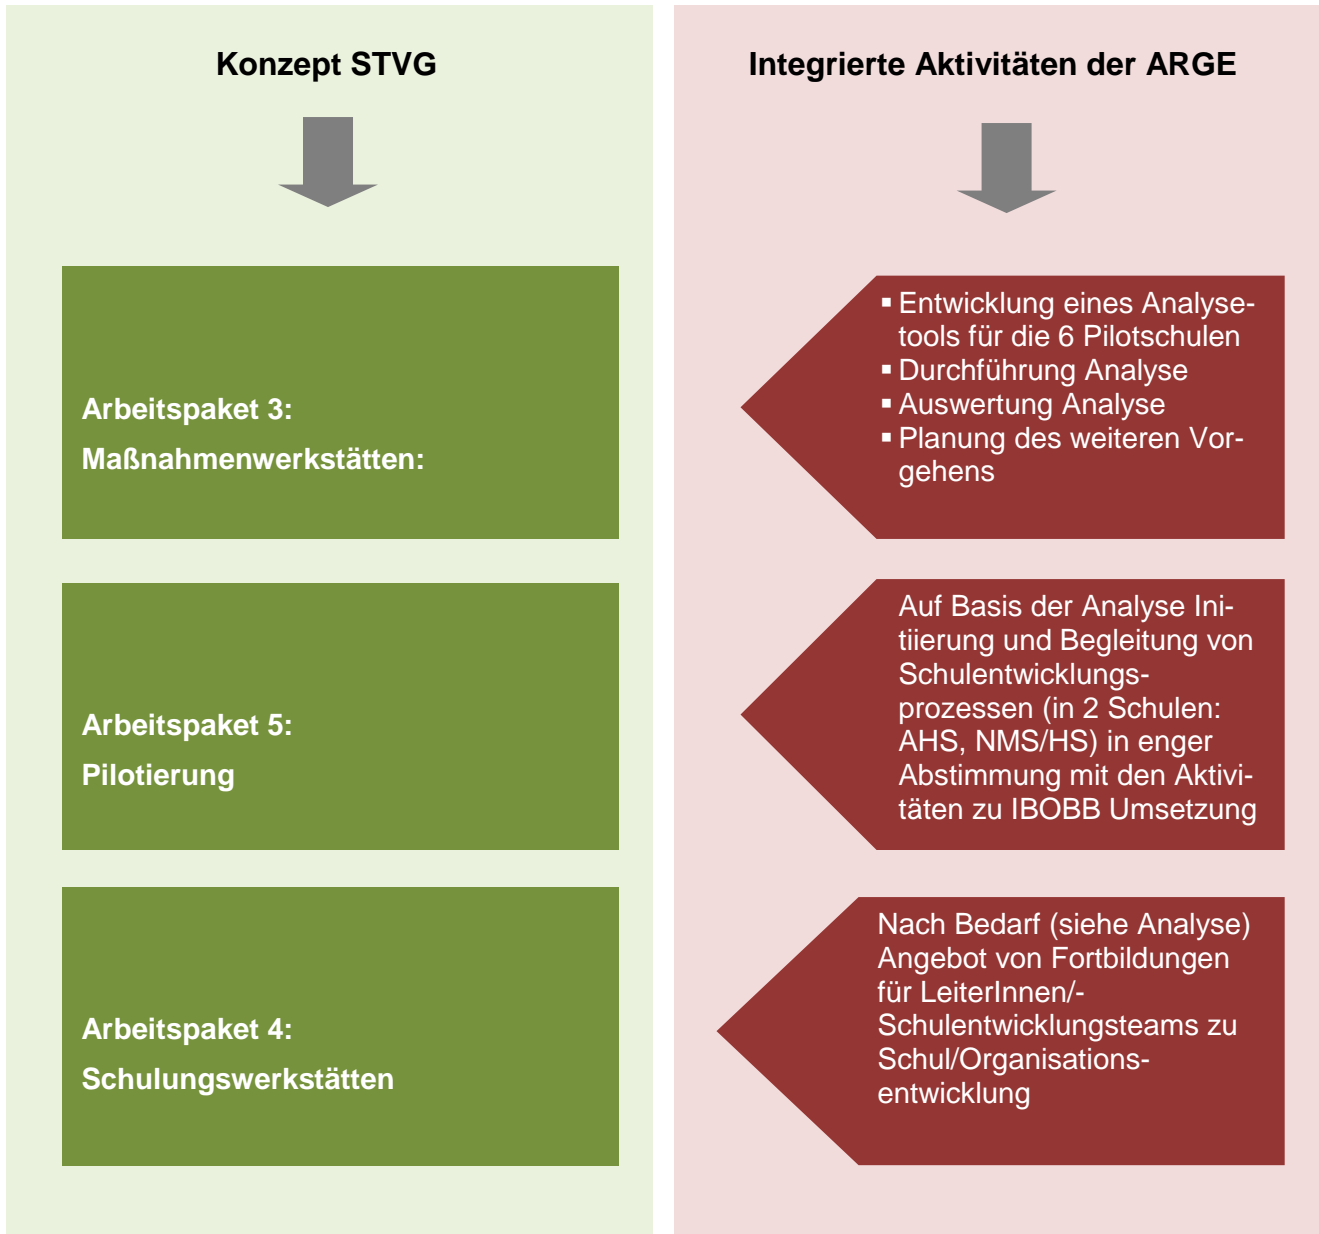 Konzept STVG
Arbeitspaket 3:
Maßnahmenwerkstätten:
Arbeitspaket 5:
Pilotierung
Arbeitspaket 4:
Schulungswerkstätten
Integrierte Aktivitäten der ARGE
▪ Entwicklung eines Analyse-
tools für die 6 Pilotschulen
▪ Durchführung Analyse
▪ Auswertung Analyse
▪ Planung des weiteren Vor-
gehens
Auf Basis der Analyse Ini-
tiierung und Begleitung von
Schulentwicklungs-
prozessen (in 2 Schulen:
AHS, NMS/HS) in enger
Abstimmung mit den Aktivi-
täten zu IBOBB Umsetzung
Nach Bedarf (siehe Analyse)
Angebot von Fortbildungen
für LeiterInnen/-
Schulentwicklungsteams zu
Schul/Organisations-
entwicklung